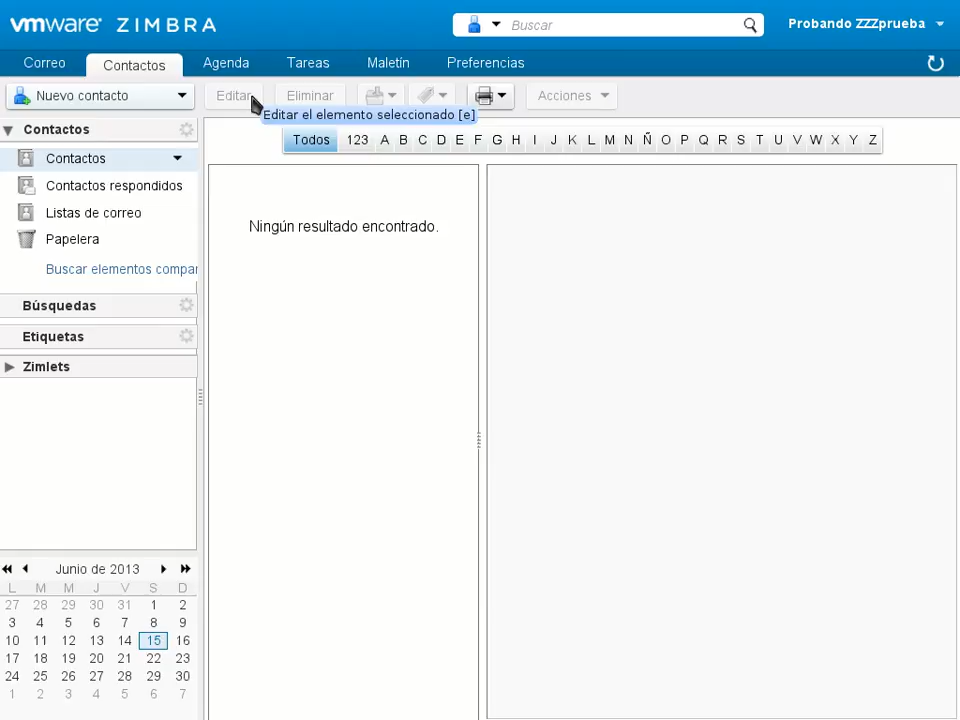 vmware ZIMBRA
Buscar
Probando ZZZprueba
Correo Contactos Agenda Tareas Maletín Preferencias
Nuevo contacto Editar Eliminar Acciones
Editar el elemento seleccionado [e]
Contactos
Todos 123 A B C D E F G H I J K L M N Ñ O P Q R S T U V W X Y Z
Contactos
Contactos respondidos
Listas de correo
Papelera
Buscar elementos compar
Ningún resultado encontrado.
Búsquedas
Etiquetas
Zimlets
Junio de 2013
L M M J V S D
27 28 29 30 31 1 2
3 4 5 6 7 8 9
10 11 12 13 14 15 16
17 18 19 20 21 22 23
24 25 26 27 28 29 30
1 2 3 4 5 6 7